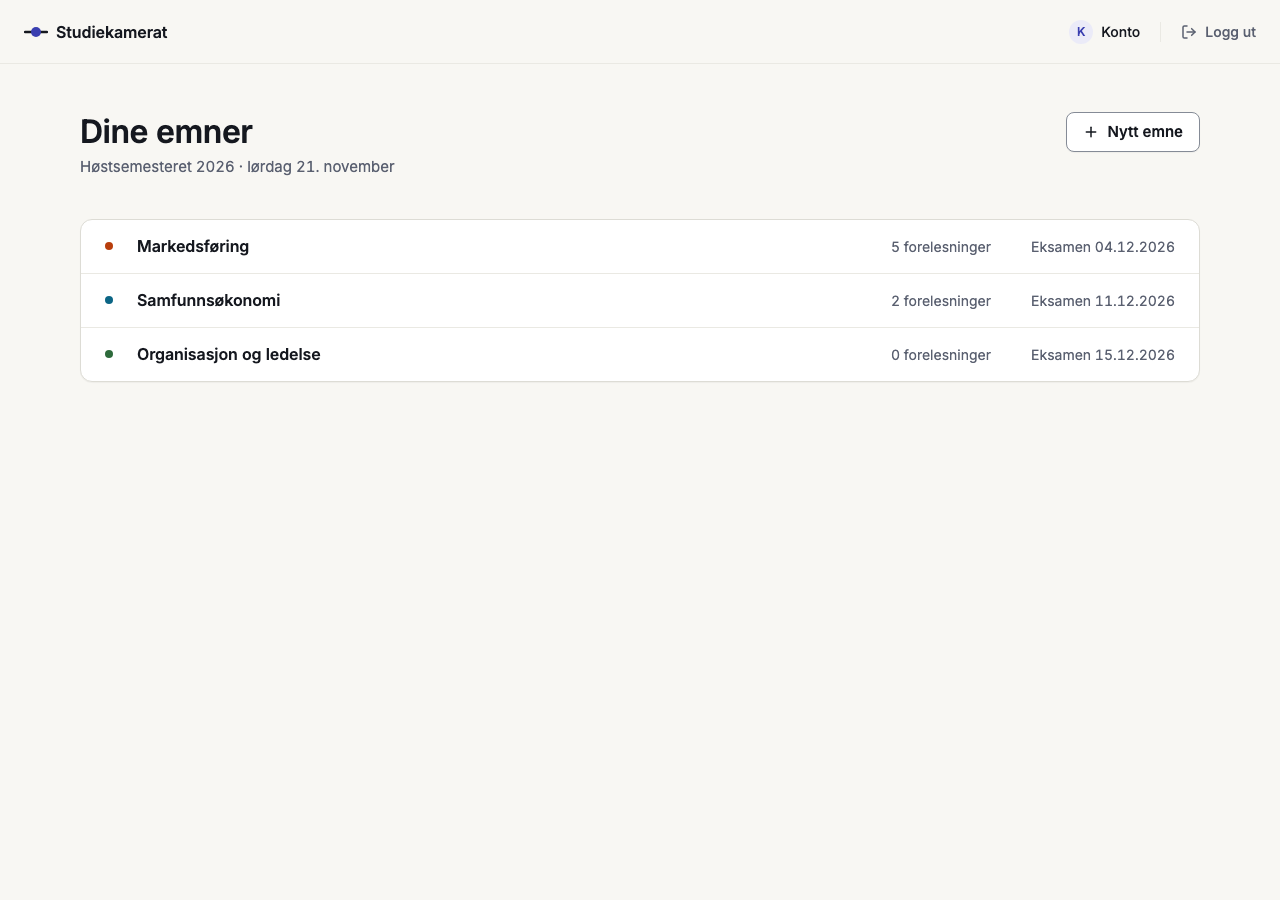 Studiekamerat
K Konto
Logg ut
Dine emner
Nytt emne
Høstsemesteret 2026 · lørdag 21. november
Markedsføring 5 forelesninger Eksamen 04.12.2026
Samfunnsøkonomi 2 forelesninger Eksamen 11.12.2026
Organisasjon og ledelse 0 forelesninger Eksamen 15.12.2026